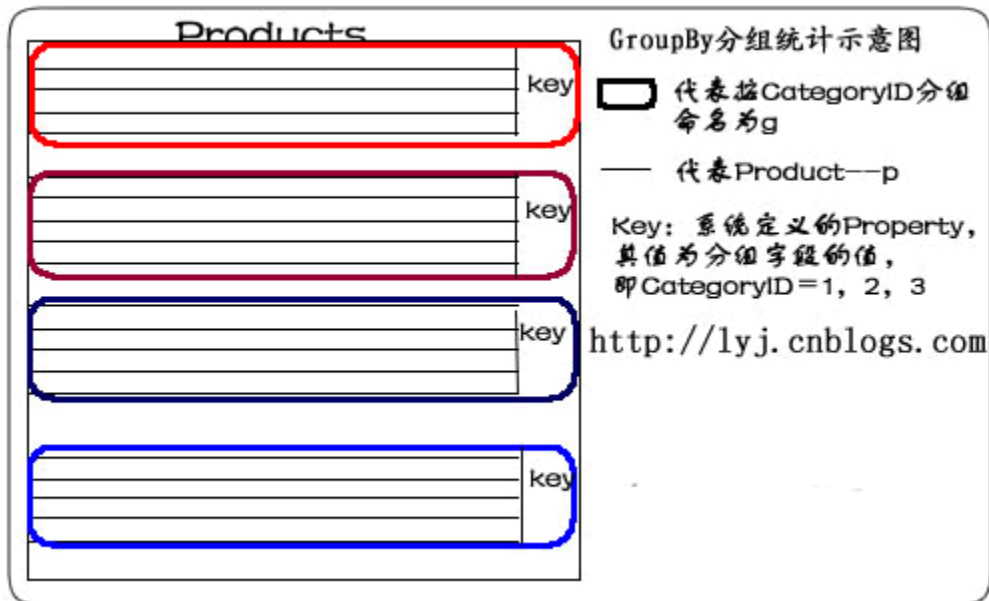 Products
key
key
key
key
GroupBy分组统计示意图
代表按CategoryID分组
命名为g
代表Product——p
Key：系统定义的Property，
其值为分组字段的值，
即CategoryID＝1，2，3
http://lyj.cnblogs.com